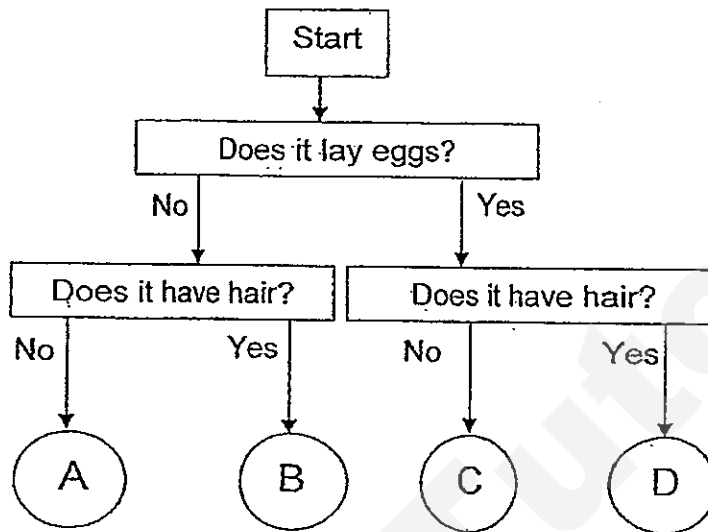 Start
Does it lay eggs?
No
Yes
Does it have hair?
Does it have hair?
No
Yes
No
Yes
A
B
C
D